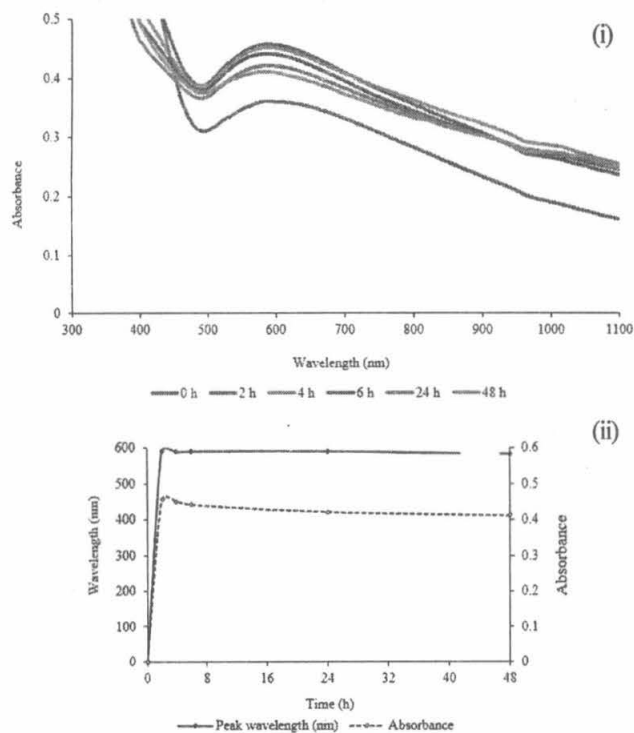 (i)
0.5
0.4
0.3
0.2
0.1
0
Absorbance
300 400 500 600 700 800 900 1000 1100
Wavelength (nm)
0 h 2 h 4 h 6 h 24 h 48 h
(ii)
600
500
400
300
200
100
0
Wavelength (nm)
0.6
0.5
0.4
0.3
0.2
0.1
0
Absorbance
0 8 16 24 32 40 48
Time (h)
Peak wavelength (nm) Absorbance